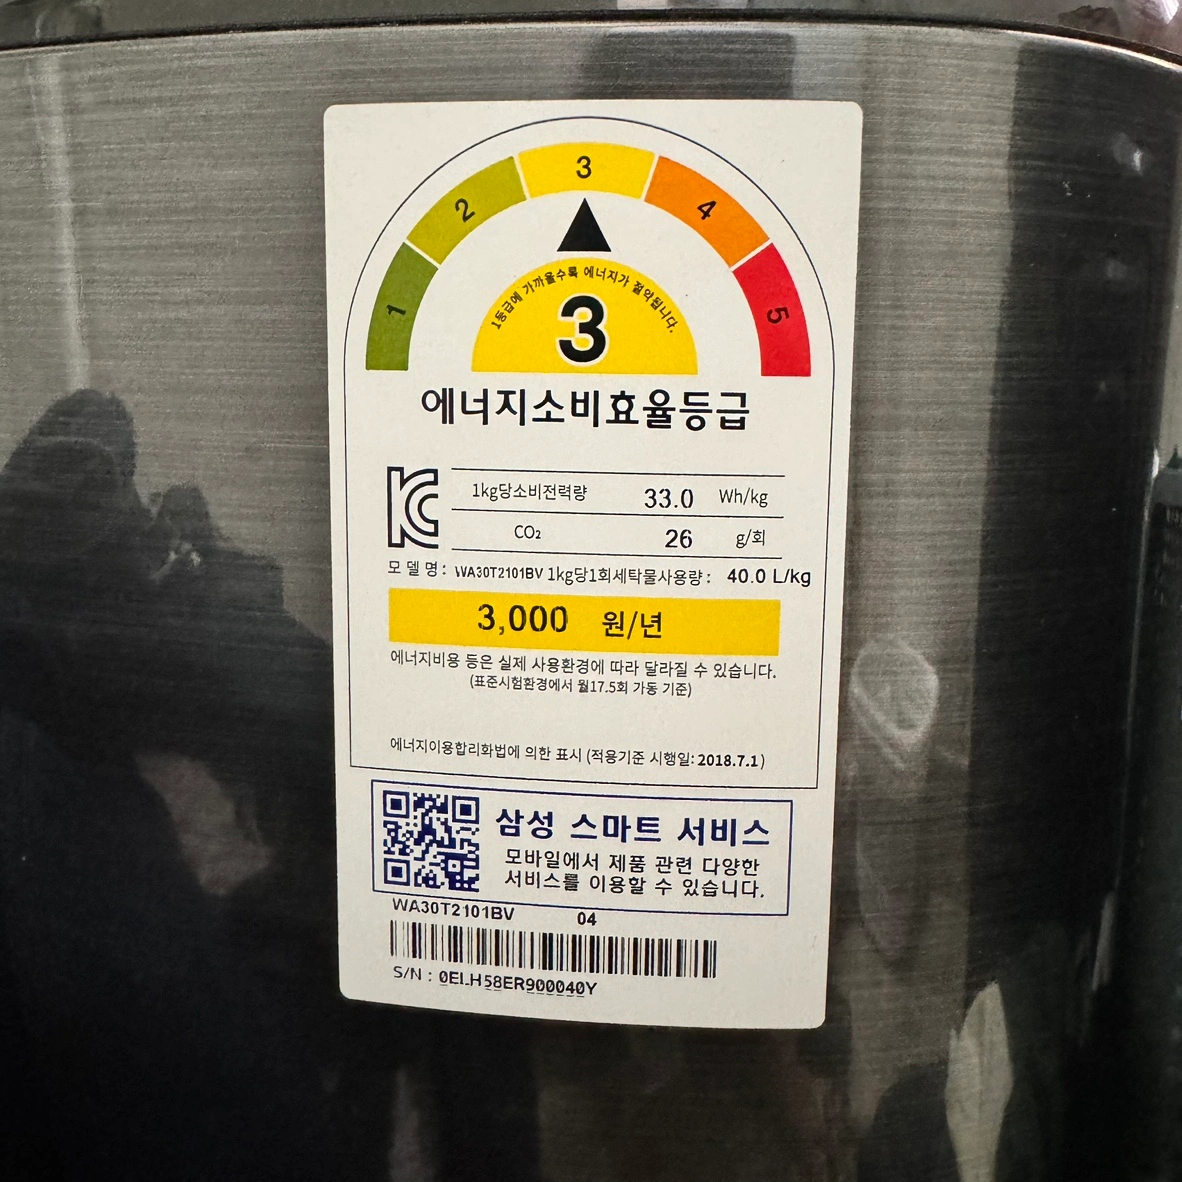 1 2 3 4 5
1등급에 가까울수록 에너지가 절약됩니다.
3
에너지소비효율등급
1kg당소비전력량 33.0 Wh/kg
CO₂ 26 g/회
모델명: WA30T2101BV 1kg당1회세탁물사용량: 40.0 L/kg
3,000 원/년
에너지비용 등은 실제 사용환경에 따라 달라질 수 있습니다.
(표준시험환경에서 월17.5회 가동 기준)
에너지이용합리화법에 의한 표시 (적용기준 시행일: 2018.7.1)
삼성 스마트 서비스
모바일에서 제품 관련 다양한
서비스를 이용할 수 있습니다.
WA30T2101BV 04
S/N : 0ELH58ER900040Y